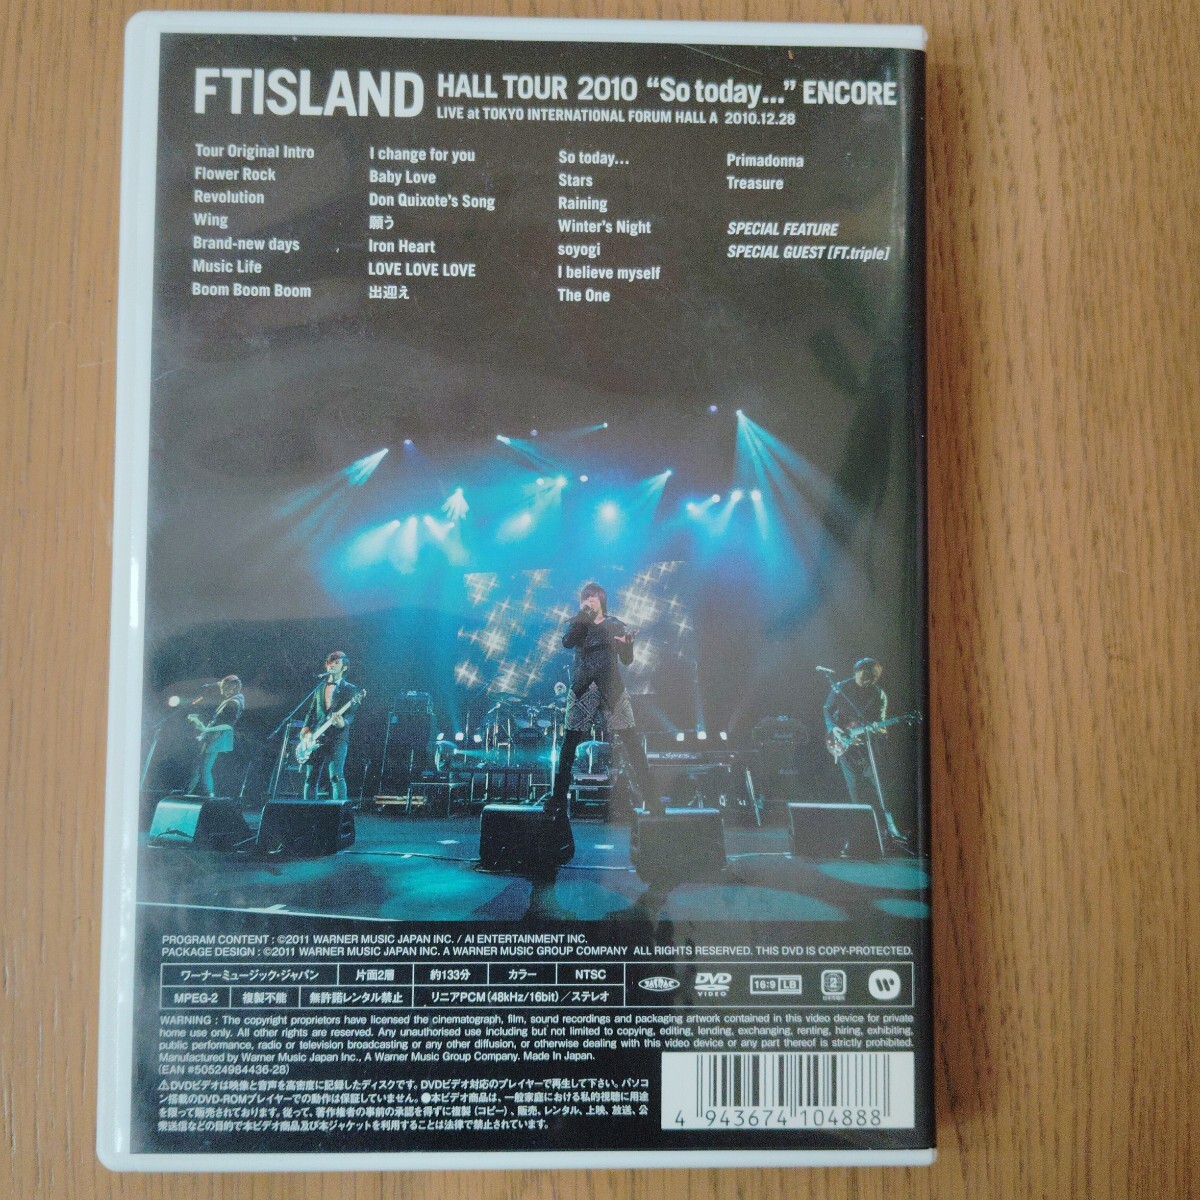 FTISLAND HALL TOUR 2010 “So today...” ENCORE
LIVE at TOKYO INTERNATIONAL FORUM HALL A 2010.12.28
Tour Original Intro
Flower Rock
Revolution
Wing
Brand-new days
Music Life
Boom Boom Boom
I change for you
Baby Love
Don Quixote's Song
願う
Iron Heart
LOVE LOVE LOVE
出迎え
So today...
Stars
Raining
Winter's Night
soyogi
I believe myself
The One
Primadonna
Treasure
SPECIAL FEATURE
SPECIAL GUEST [FT.triple]
PROGRAM CONTENT : ©2011 WARNER MUSIC JAPAN INC. / AI ENTERTAINMENT INC.
PACKAGE DESIGN : ©2011 WARNER MUSIC JAPAN INC. A WARNER MUSIC GROUP COMPANY ALL RIGHTS RESERVED. THIS DVD IS COPY-PROTECTED.
ワーナーミュージック・ジャパン 片面2層 約133分 カラー NTSC
MPEG-2 複製不能 無許諾レンタル禁止 リニアPCM(48kHz/16bit)/ステレオ
DVD VIDEO
16:9 LB
2
WARNING : The copyright proprietors have licensed the cinematograph, film, sound recordings and packaging artwork contained in this video device for private
home use only. All other rights are reserved. Any unauthorised use including but not limited to copying, editing, lending, exchanging, renting, hiring, exhibiting,
public performance, radio or television broadcasting or any other diffusion, or otherwise dealing with this video device or any part thereof is strictly prohibited.
Manufactured by Warner Music Japan Inc., A Warner Music Group Company. Made In Japan.
(EAN #50524984436-28)
⚠DVDビデオは映像と音声を高密度に記録したディスクです。DVDビデオ対応のプレイヤーで再生して下さい。パソコ
ン搭載のDVD-ROMプレイヤーでの動作は保証していません。●本ビデオ商品は、一般家庭における私的視聴に用途
を限って販売されております。従って、著作権者の事前の承認を得ずに複製(コピー)、販売、レンタル、上映、放送、公
衆送信などの目的で本ビデオ商品及び本ジャケットを利用することは法律で禁止されています。
4 943674 104888